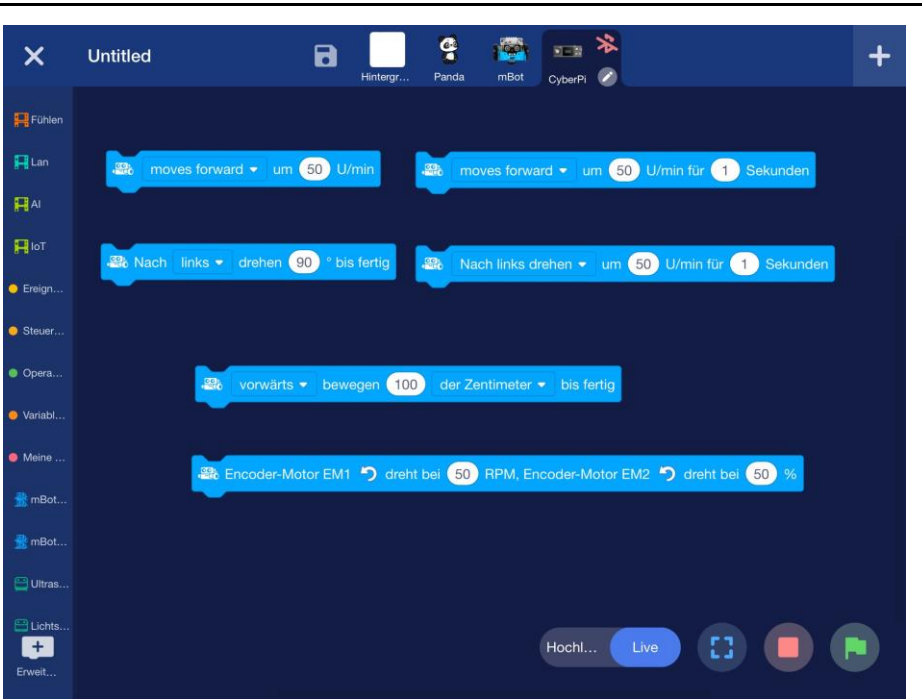 Untitled
Hintergr...
Panda
mBot
CyberPi
Fühlen
Lan
AI
IoT
Ereign...
Steuer...
Opera...
Variabl...
Meine ...
mBot...
mBot...
Ultras...
Lichts...
Erweit...
moves forward um 50 U/min
moves forward um 50 U/min für 1 Sekunden
Nach links drehen 90 ° bis fertig
Nach links drehen um 50 U/min für 1 Sekunden
vorwärts bewegen 100 der Zentimeter bis fertig
Encoder-Motor EM1 dreht bei 50 RPM, Encoder-Motor EM2 dreht bei 50 %
Hochl... Live